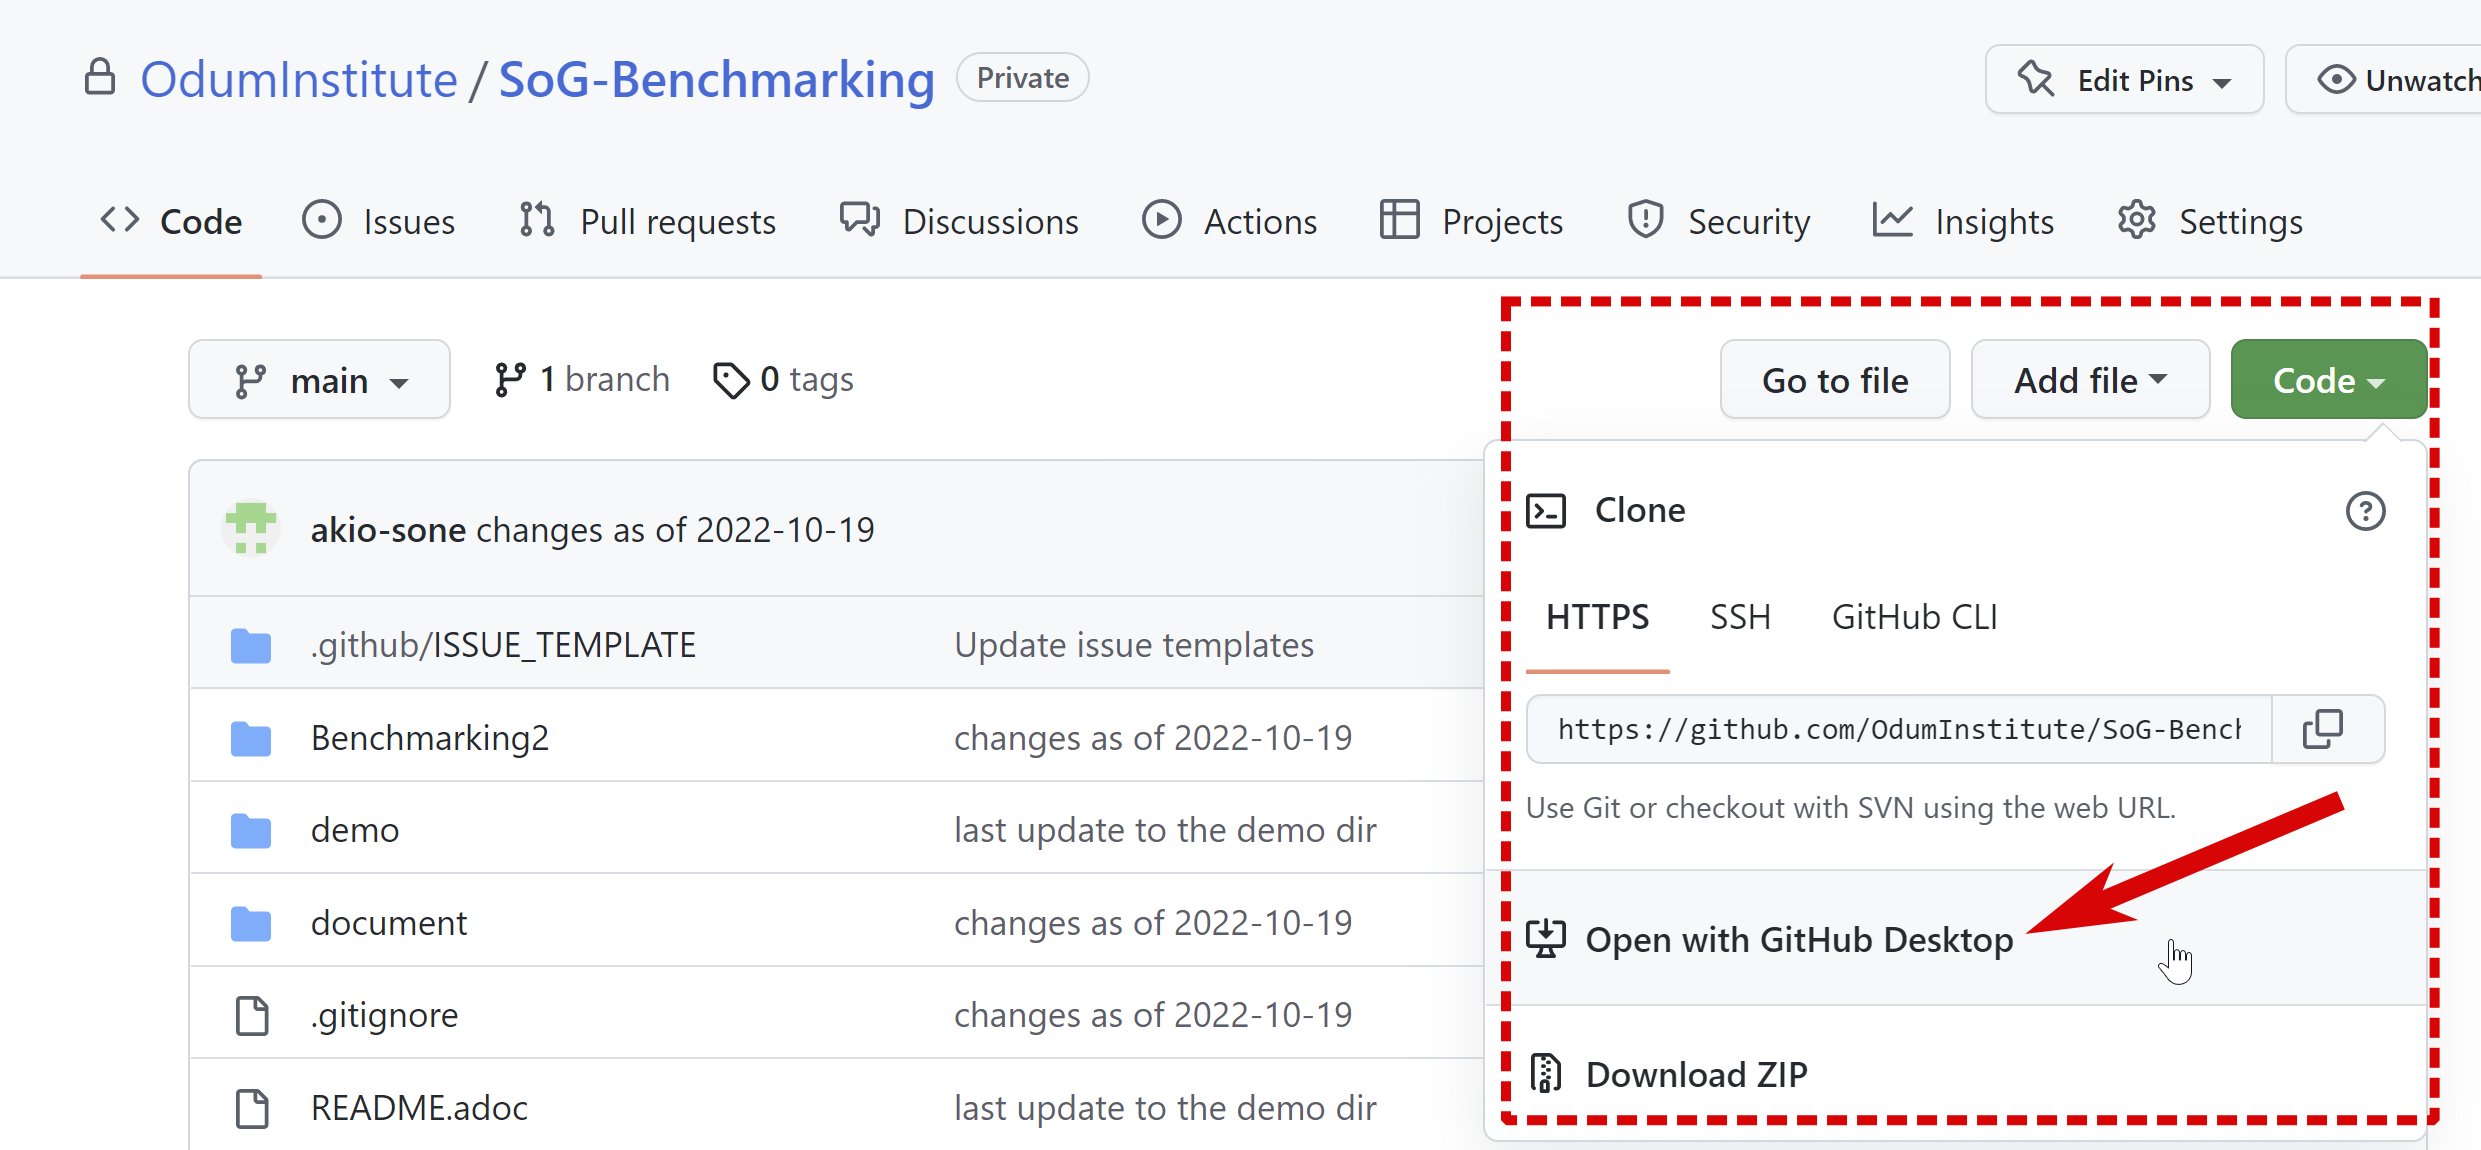 OdumInstitute / SoG-Benchmarking Private Edit Pins Unwatch
Code Issues Pull requests Discussions Actions Projects Security Insights Settings
main 1 branch 0 tags Go to file Add file Code
akio-sone changes as of 2022-10-19
.github/ISSUE_TEMPLATE Update issue templates
Benchmarking2 changes as of 2022-10-19
demo last update to the demo dir
document changes as of 2022-10-19
.gitignore changes as of 2022-10-19
README.adoc last update to the demo dir
Clone
HTTPS SSH GitHub CLI
https://github.com/OdumInstitute/SoG-Bench
Use Git or checkout with SVN using the web URL.
Open with GitHub Desktop
Download ZIP